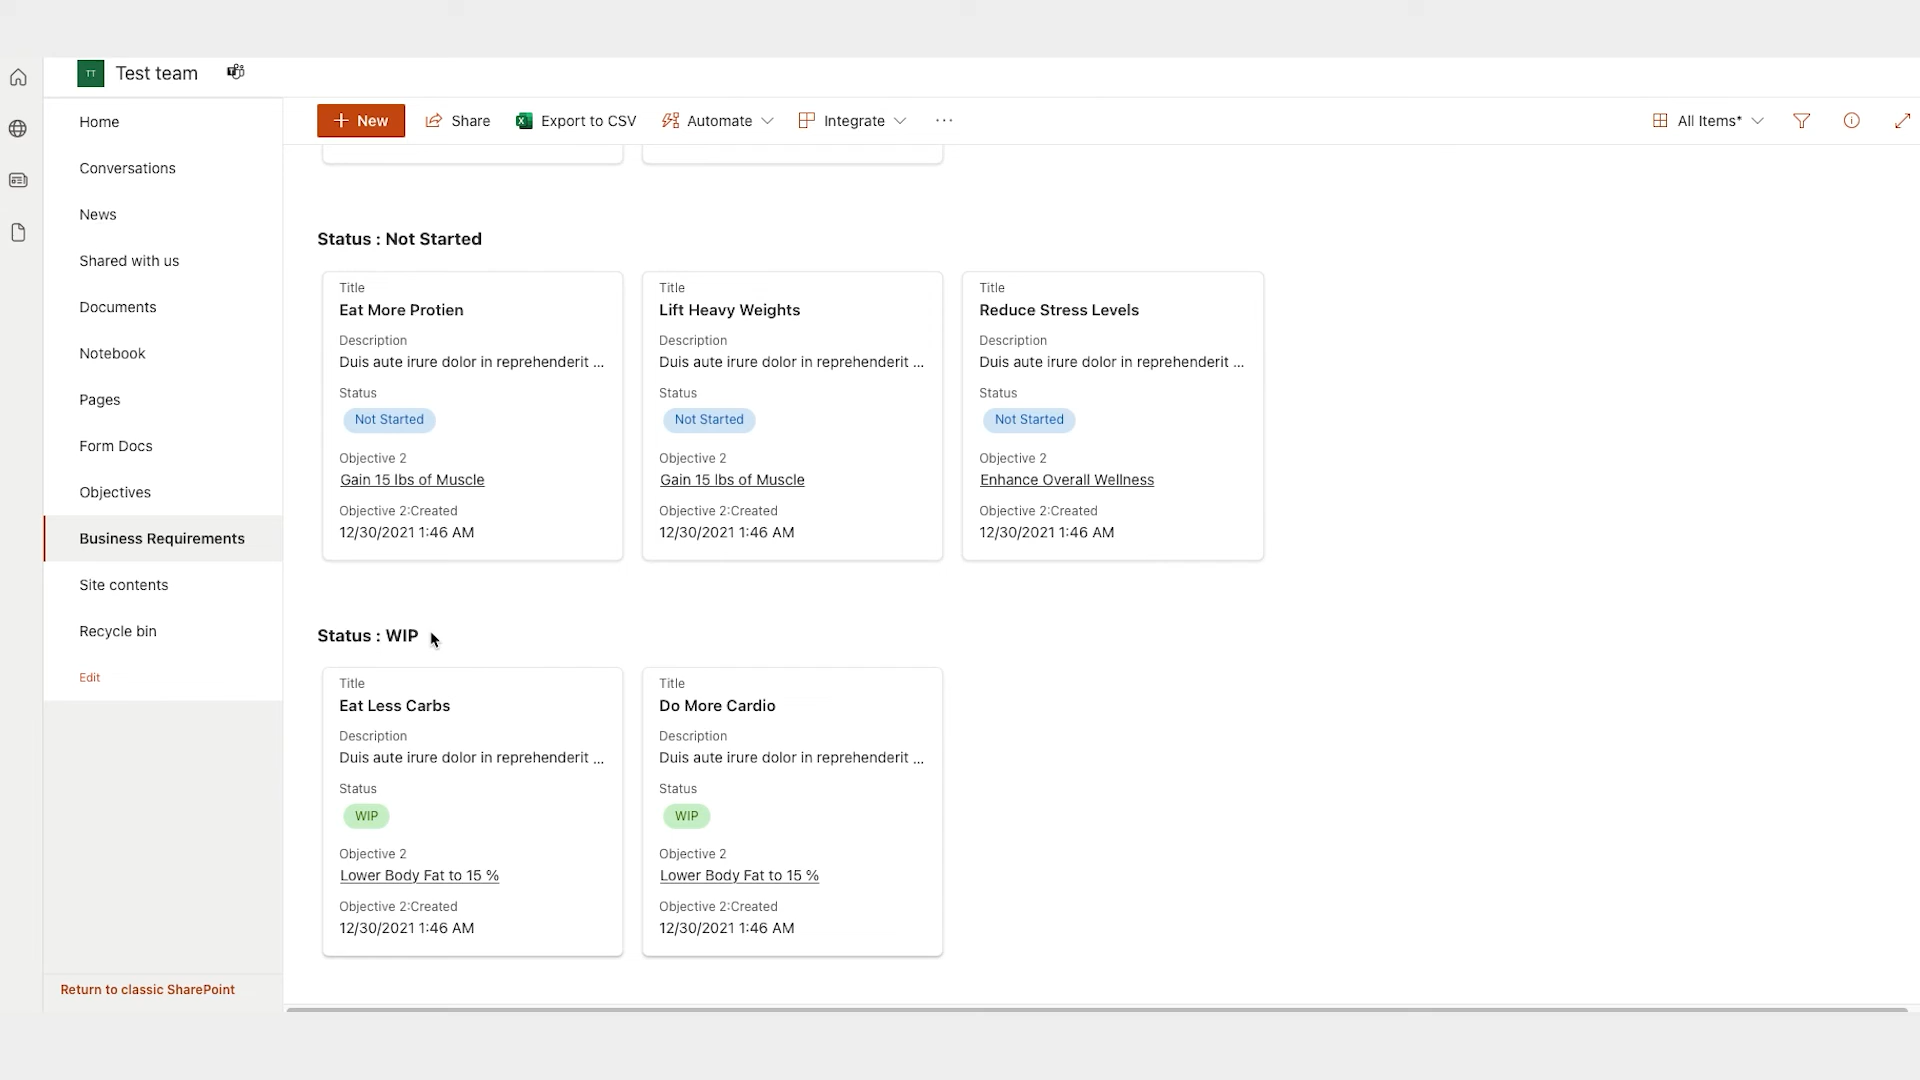 TT Test team
Home
Conversations
News
Shared with us
Documents
Notebook
Pages
Form Docs
Objectives
Business Requirements
Site contents
Recycle bin
Edit
Return to classic SharePoint
New Share Export to CSV Automate Integrate ... All Items*
Status : Not Started
Title
Eat More Protien
Description
Duis aute irure dolor in reprehenderit ...
Status
Not Started
Objective 2
Gain 15 lbs of Muscle
Objective 2:Created
12/30/2021 1:46 AM
Title
Lift Heavy Weights
Description
Duis aute irure dolor in reprehenderit ...
Status
Not Started
Objective 2
Gain 15 lbs of Muscle
Objective 2:Created
12/30/2021 1:46 AM
Title
Reduce Stress Levels
Description
Duis aute irure dolor in reprehenderit ...
Status
Not Started
Objective 2
Enhance Overall Wellness
Objective 2:Created
12/30/2021 1:46 AM
Status : WIP
Title
Eat Less Carbs
Description
Duis aute irure dolor in reprehenderit ...
Status
WIP
Objective 2
Lower Body Fat to 15 %
Objective 2:Created
12/30/2021 1:46 AM
Title
Do More Cardio
Description
Duis aute irure dolor in reprehenderit ...
Status
WIP
Objective 2
Lower Body Fat to 15 %
Objective 2:Created
12/30/2021 1:46 AM